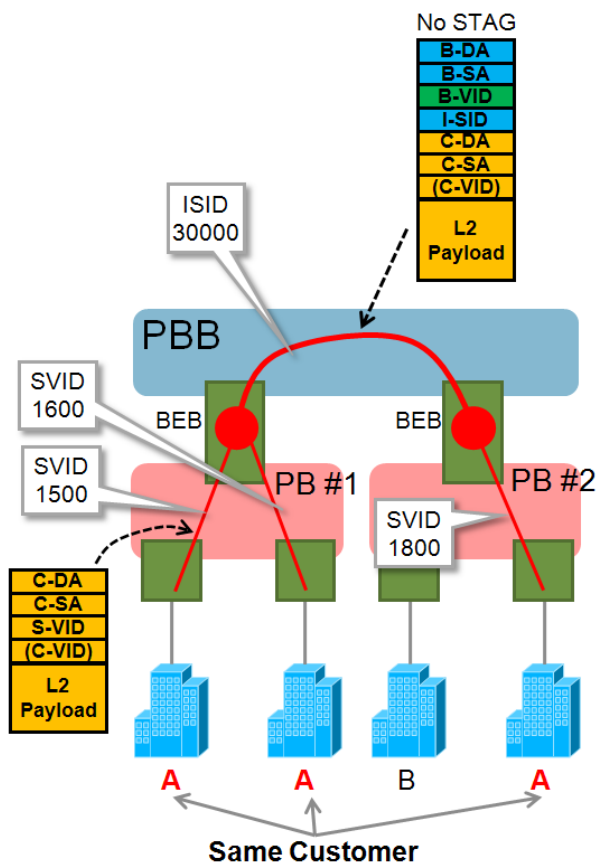 No STAG
B-DA
B-SA
B-VID
I-SID
C-DA
C-SA
(C-VID)
L2
Payload
ISID
30000
PBB
SVID
1600
BEB
BEB
SVID
1500
PB #1
PB #2
SVID
1800
C-DA
C-SA
S-VID
(C-VID)
L2
Payload
A
A
B
A
Same Customer